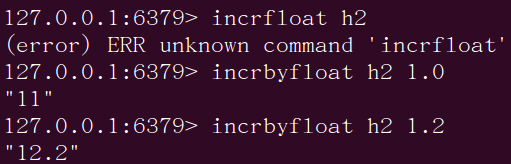 127.0.0.1:6379> incrfloat h2
(error) ERR unknown command 'incrfloat'
127.0.0.1:6379> incrbyfloat h2 1.0
"11"
127.0.0.1:6379> incrbyfloat h2 1.2
"12.2"